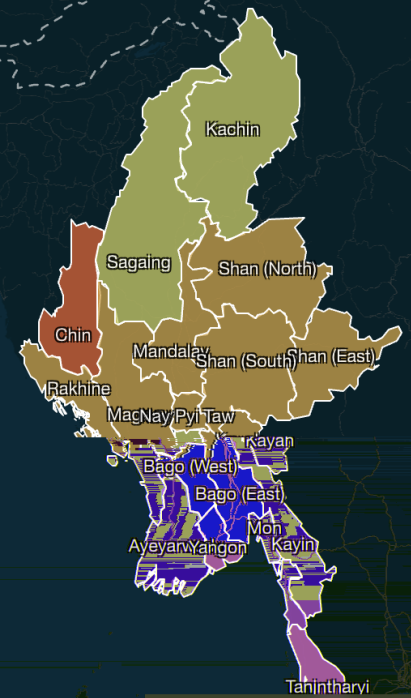 Kachin
Sagaing
Shan (North)
Chin
Mandalay
Shan (South)
Shan (East)
Rakhine
Nay Pyi Taw
Kayan
Bago (West)
Bago (East)
Mon
Yangon
Kayin
Tanintharyi